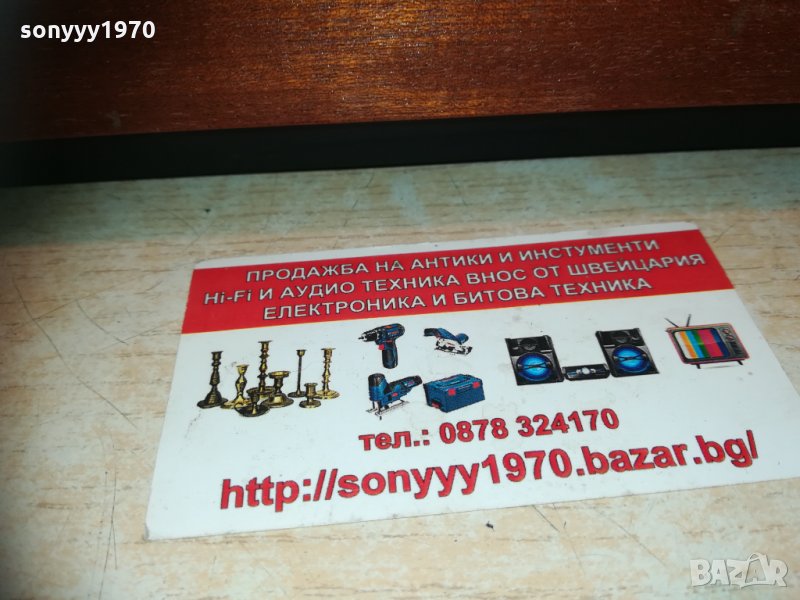 sonyyy1970
ПРОДАЖБА НА АНТИКИ И ИНСТУМЕНТИ
Hi-Fi И АУДИО ТЕХНИКА ВНОС ОТ ШВЕЙЦАРИЯ
ЕЛЕКТРОНИКА И БИТОВА ТЕХНИКА
тел.: 0878 324170
http://sonyyy1970.bazar.bg/
BAZAR